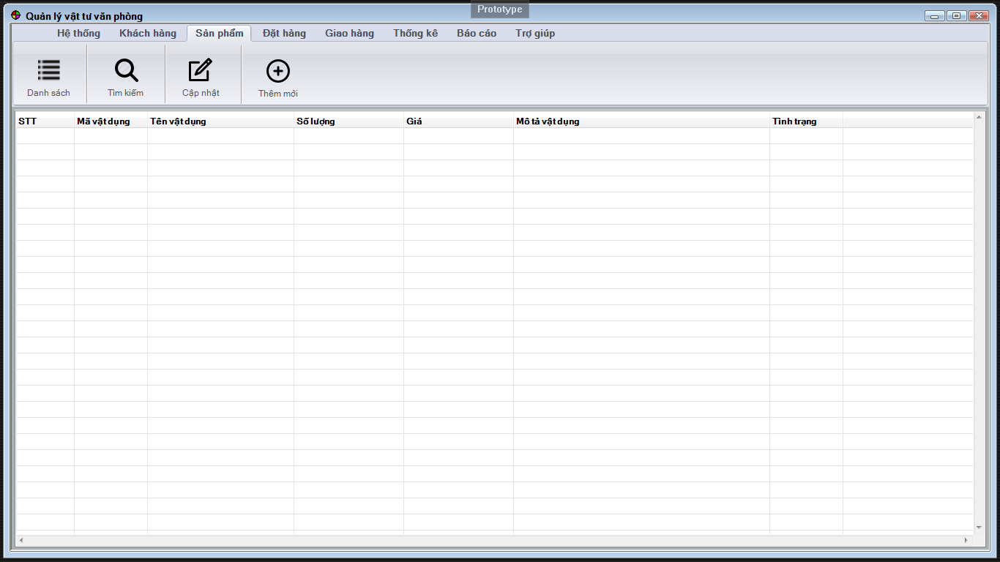 Prototype
Quản lý vật tư văn phòng
Hệ thống Khách hàng Sản phẩm Đặt hàng Giao hàng Thống kê Báo cáo Trợ giúp
Danh sách Tìm kiếm Cập nhật Thêm mới
STT Mã vật dụng Tên vật dụng Số lượng Giá Mô tả vật dụng Tình trạng